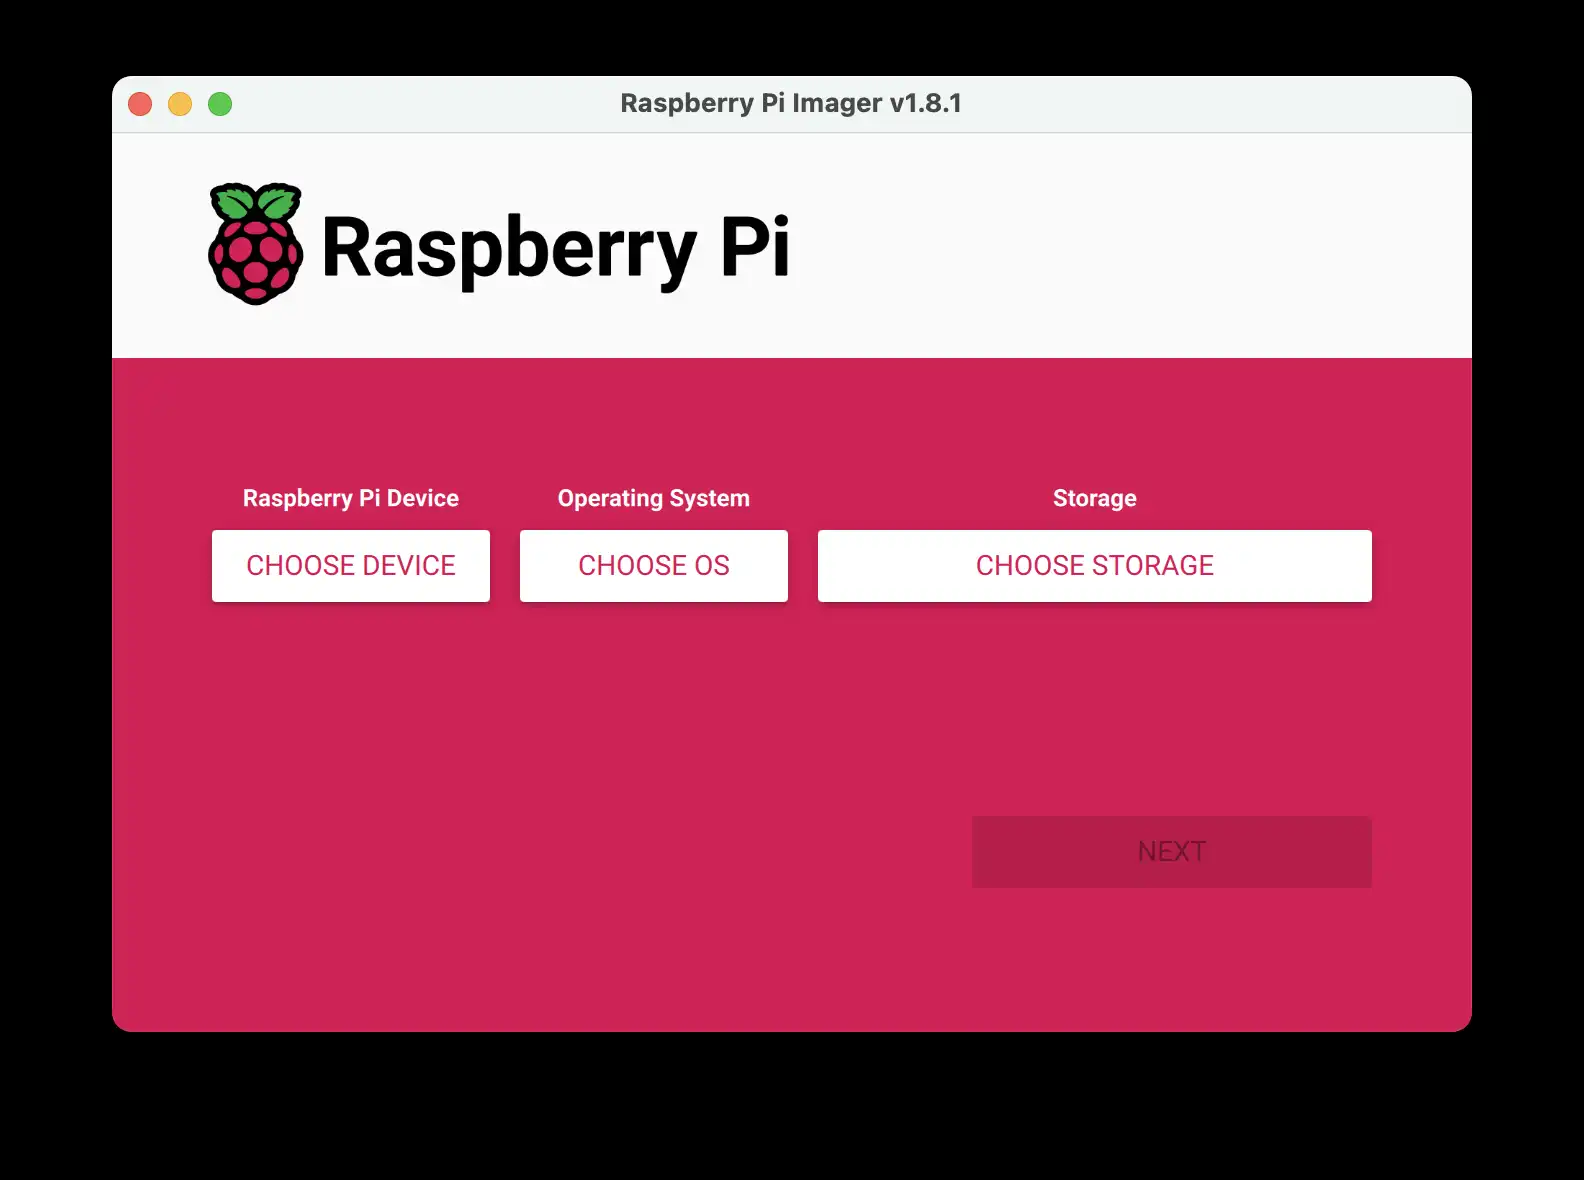 Raspberry Pi Imager v1.8.1
Raspberry Pi
Raspberry Pi Device
Operating System
Storage
CHOOSE DEVICE
CHOOSE OS
CHOOSE STORAGE
NEXT